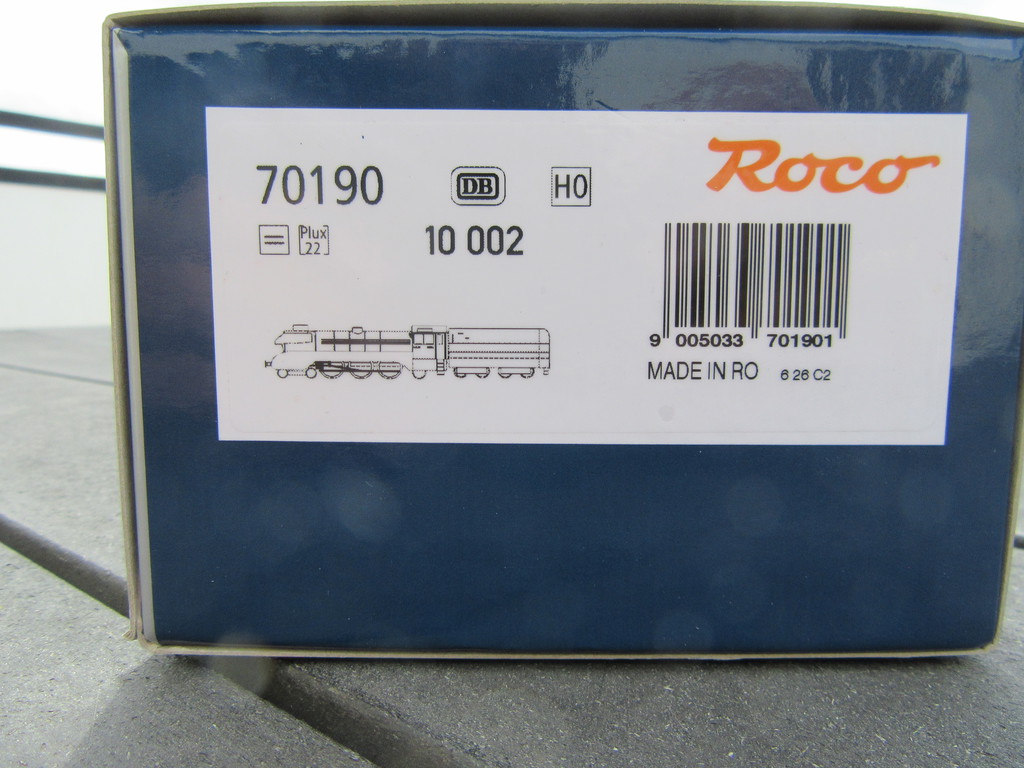 70190
DB
H0
Roco
Plux
22
10 002
9 005033 701901
MADE IN RO 6 26 C2